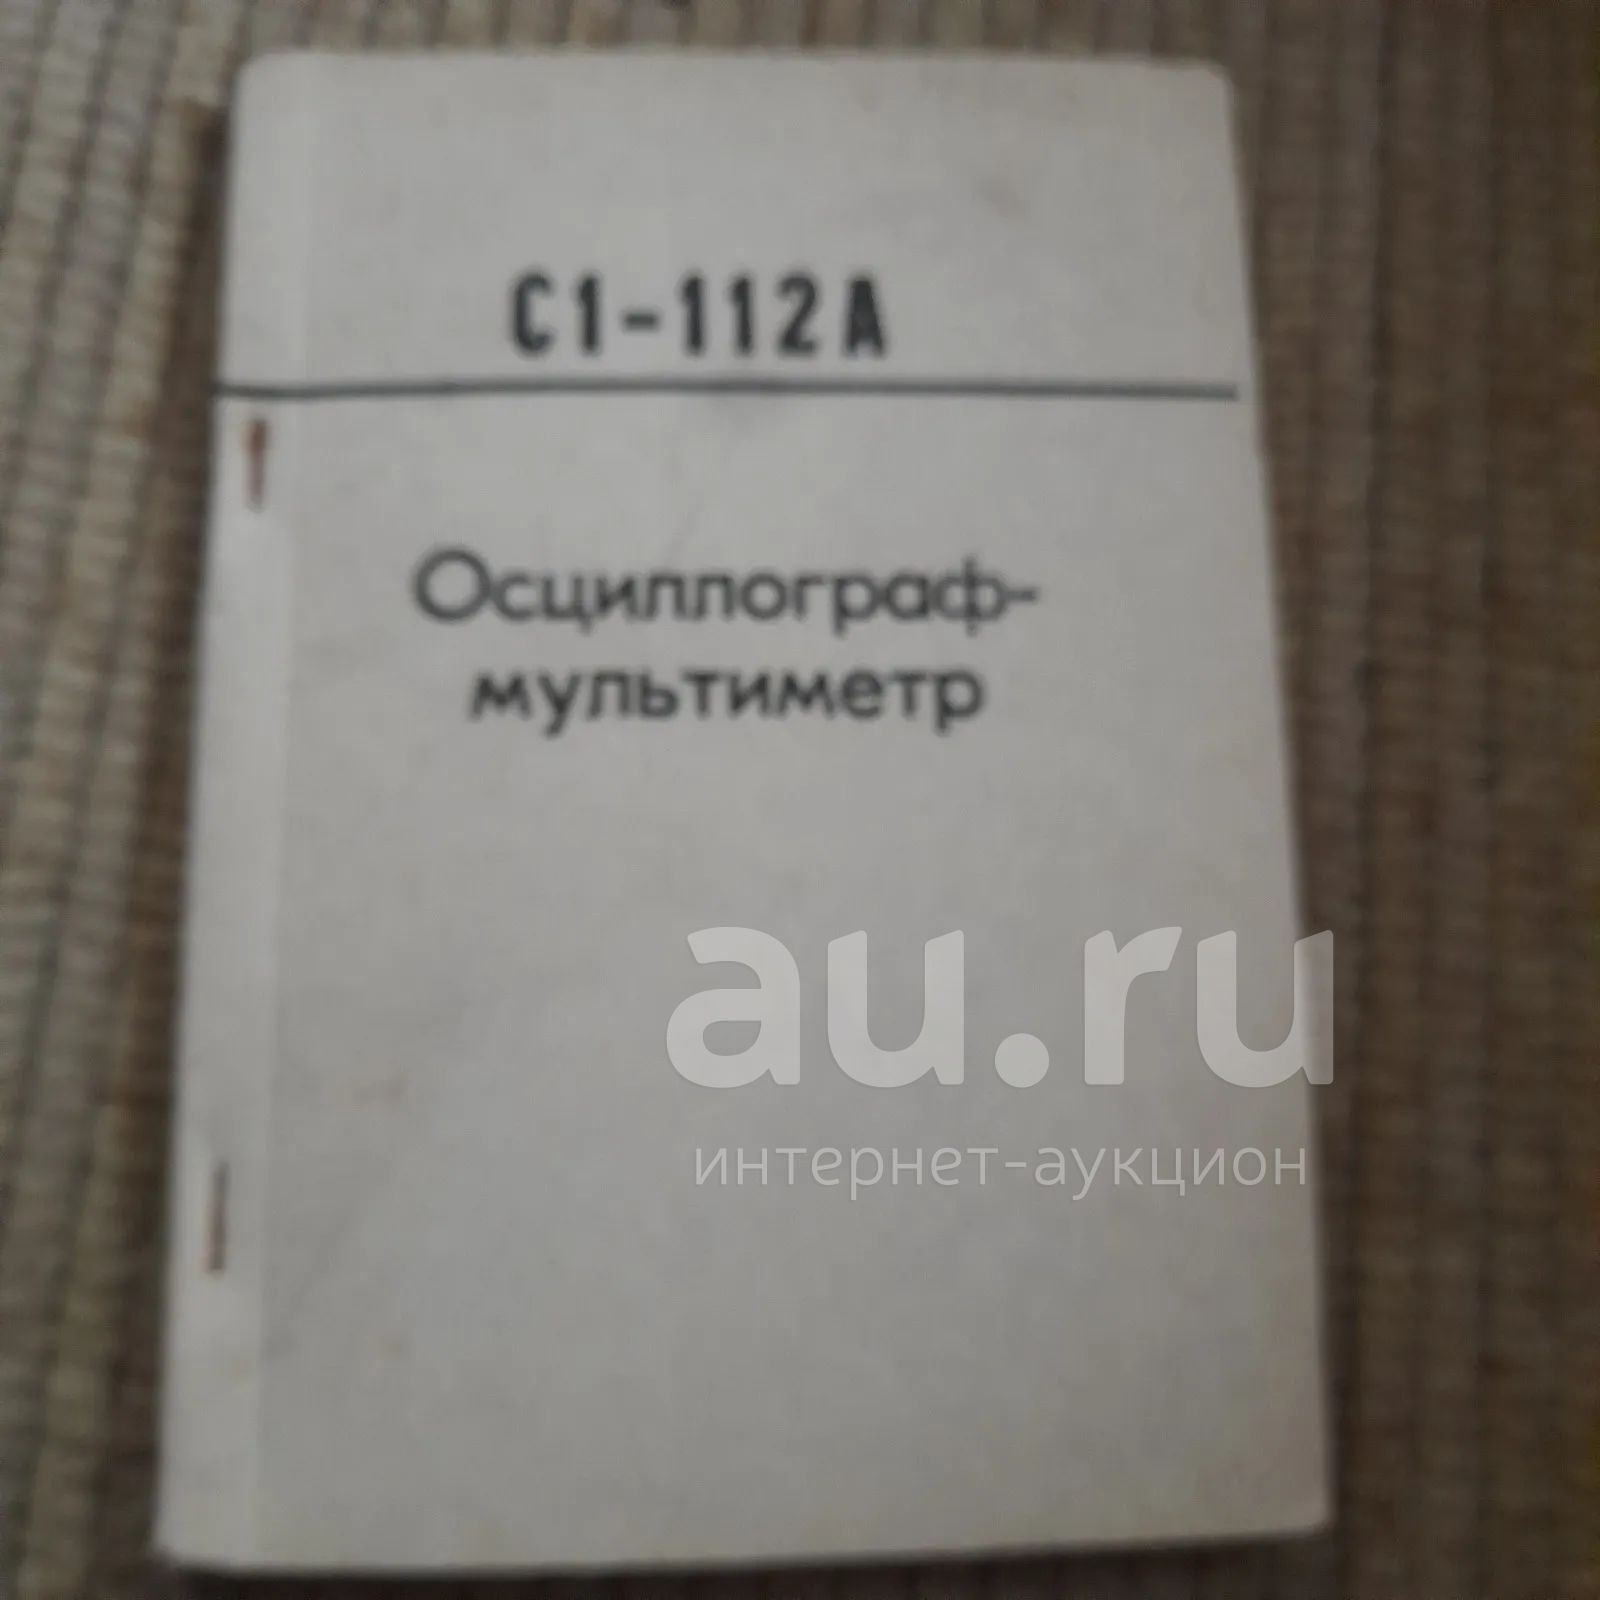 С1-112А
Осциллограф-
мультиметр
au.ru
интернет-аукцион